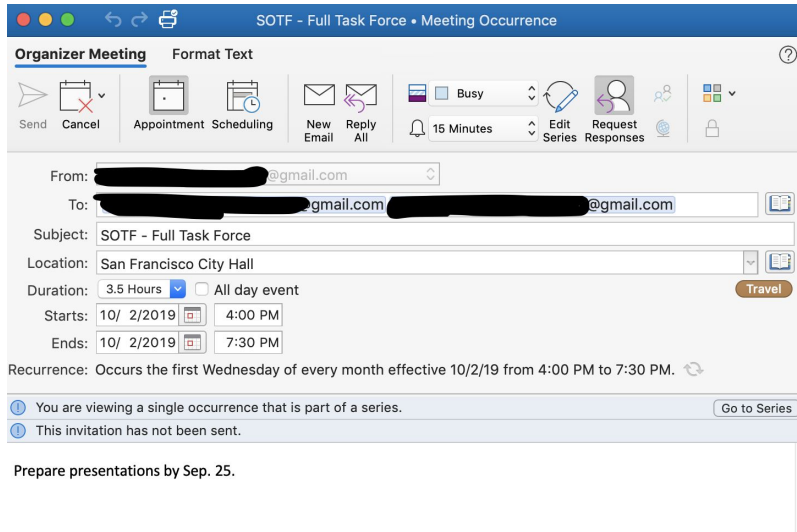 SOTF - Full Task Force • Meeting Occurrence
Organizer Meeting Format Text
Busy
Send Cancel Appointment Scheduling New Email Reply All 15 Minutes Edit Series Request Responses
From: @gmail.com
To: gmail.com @gmail.com
Subject: SOTF - Full Task Force
Location: San Francisco City Hall
Duration: 3.5 Hours All day event Travel
Starts: 10/ 2/2019 4:00 PM
Ends: 10/ 2/2019 7:30 PM
Recurrence: Occurs the first Wednesday of every month effective 10/2/19 from 4:00 PM to 7:30 PM.
You are viewing a single occurrence that is part of a series. Go to Series
This invitation has not been sent.
Prepare presentations by Sep. 25.